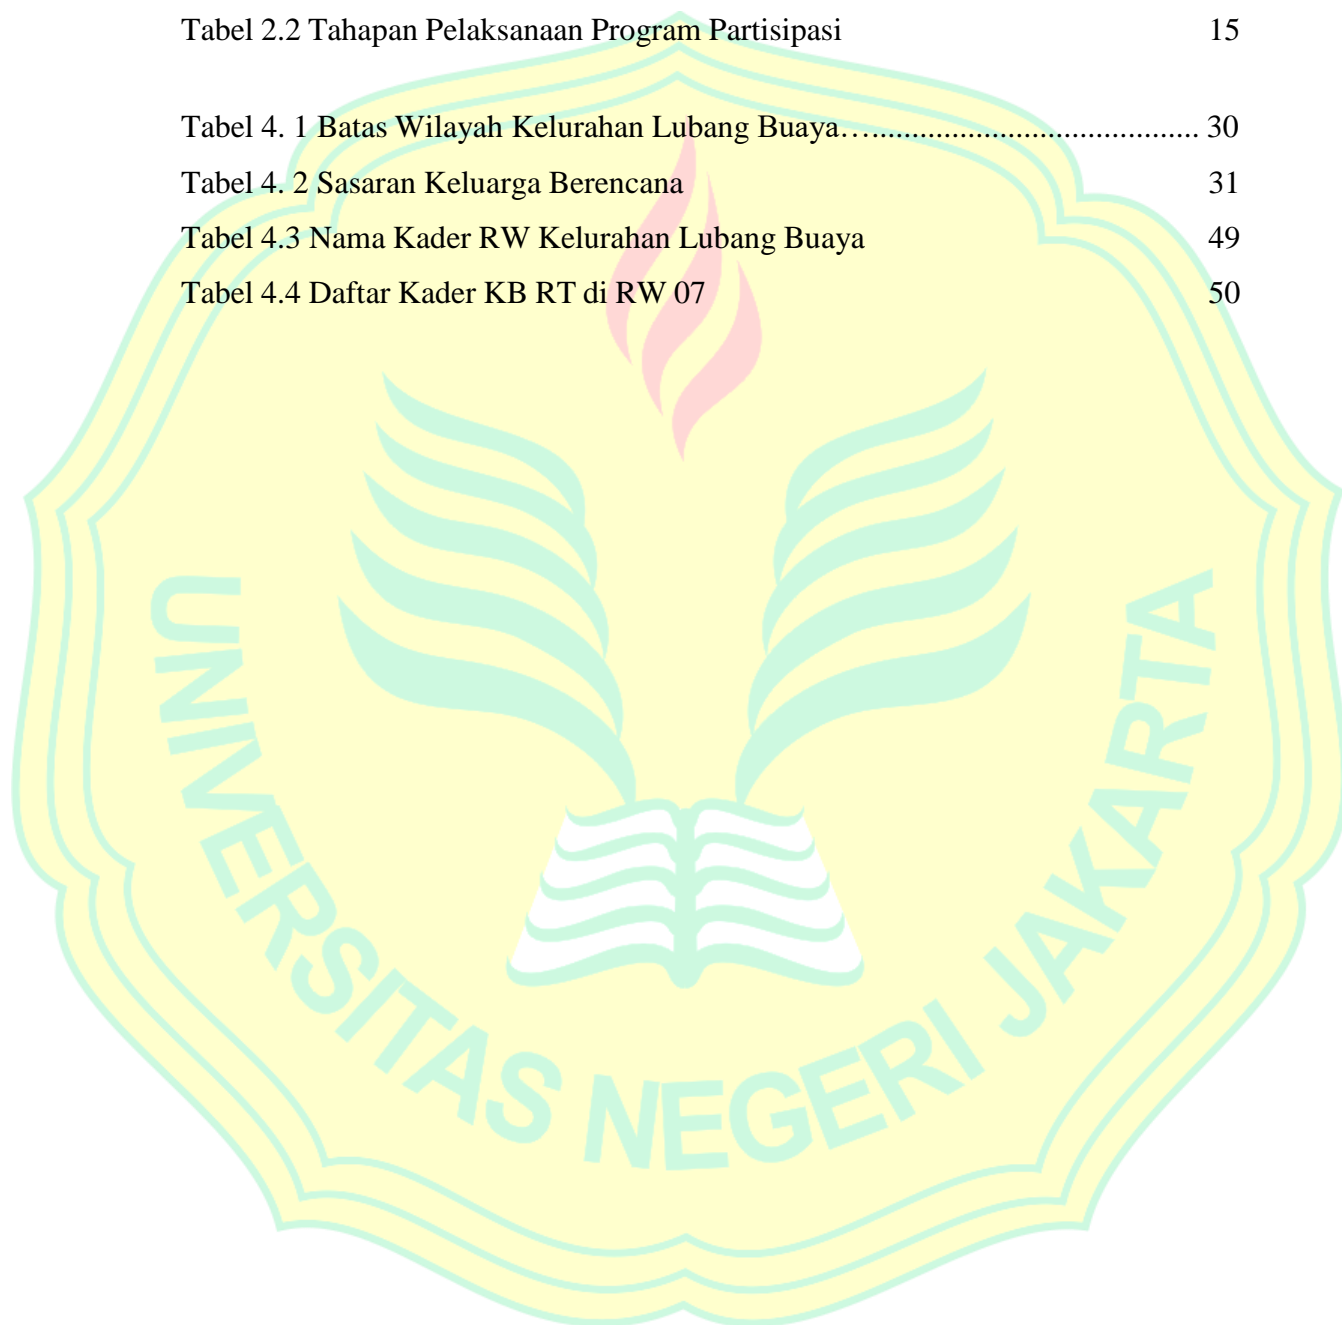 Tabel 2.2 Tahapan Pelaksanaan Program Partisipasi 15
Tabel 4. 1 Batas Wilayah Kelurahan Lubang Buaya…........................................ 30
Tabel 4. 2 Sasaran Keluarga Berencana 31
Tabel 4.3 Nama Kader RW Kelurahan Lubang Buaya 49
Tabel 4.4 Daftar Kader KB RT di RW 07 50
UNIVERSITAS NEGERI JAKARTA